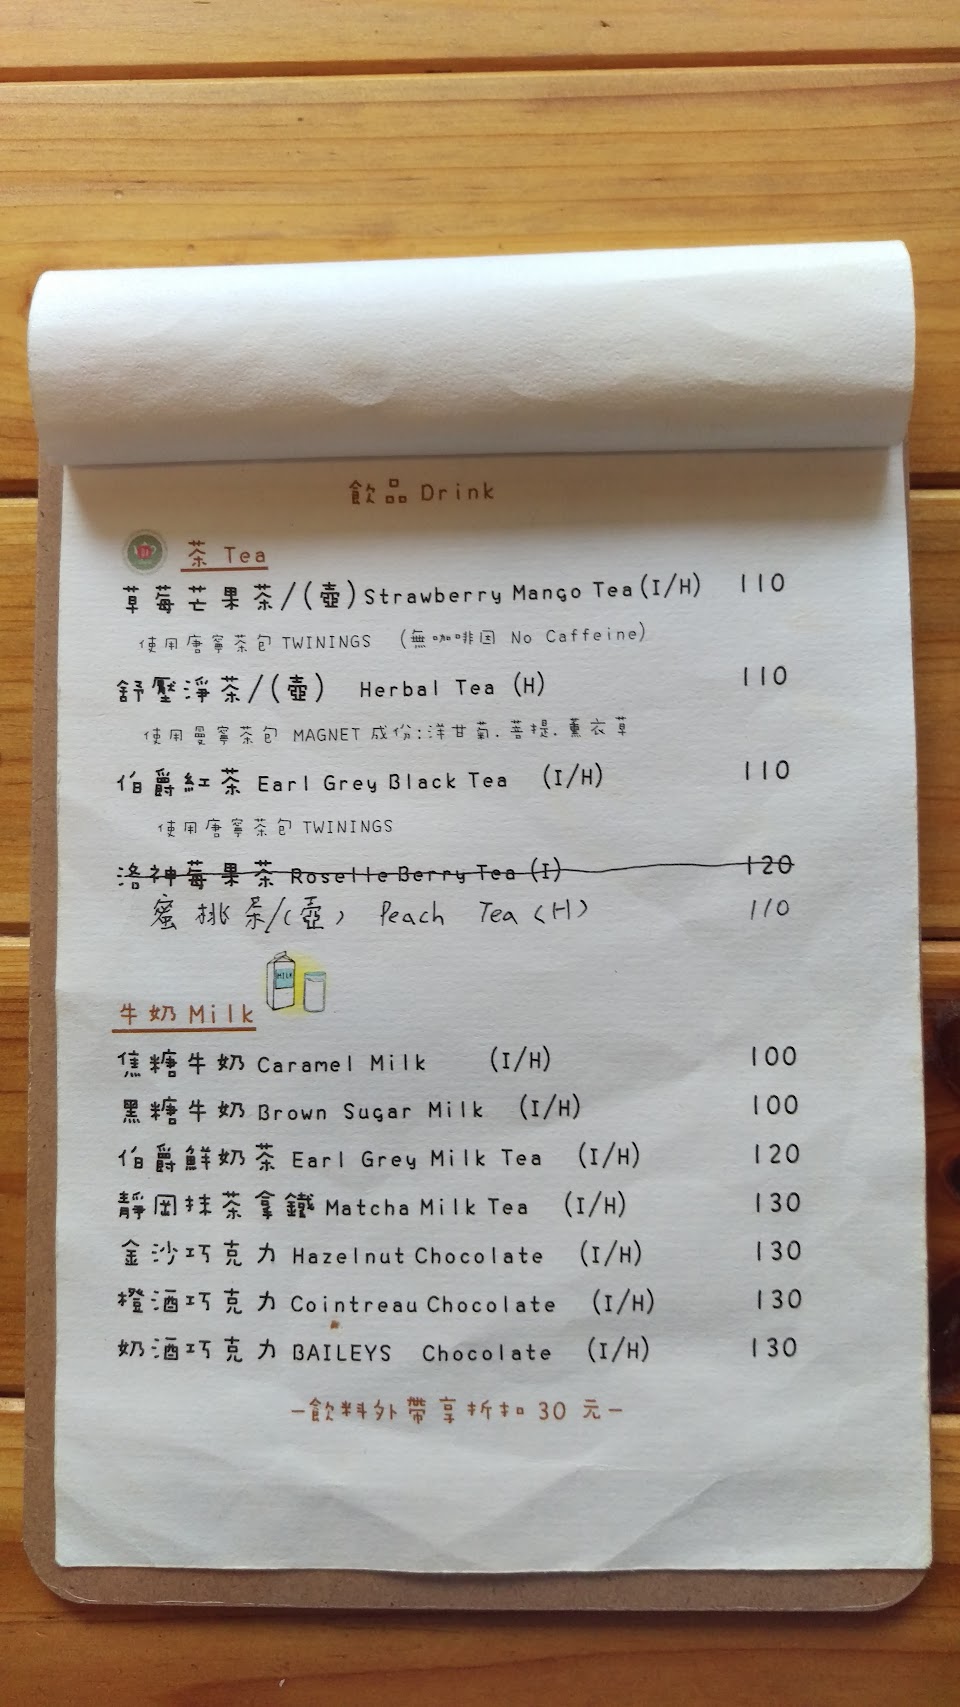 飲品 Drink
茶 Tea
草莓芒果茶/(壺) Strawberry Mango Tea (I/H) 110
使用唐寧茶包 TWININGS (無咖啡因 No Caffeine)
舒壓淨茶/(壺) Herbal Tea (H) 110
使用曼寧茶包 MAGNET 成份:洋甘菊.菩提.薰衣草
伯爵紅茶 Earl Grey Black Tea (I/H) 110
使用唐寧茶包 TWININGS
洛神莓果茶 Roselle Berry Tea (I) 120
蜜桃茶/(壺) Peach Tea (H) 110
MILK
牛奶 Milk
焦糖牛奶 Caramel Milk (I/H) 100
黑糖牛奶 Brown Sugar Milk (I/H) 100
伯爵鮮奶茶 Earl Grey Milk Tea (I/H) 120
靜岡抹茶拿鐵 Matcha Milk Tea (I/H) 130
金沙巧克力 Hazelnut Chocolate (I/H) 130
橙酒巧克力 Cointreau Chocolate (I/H) 130
奶酒巧克力 BAILEYS Chocolate (I/H) 130
–飲料外帶享折扣 30 元–